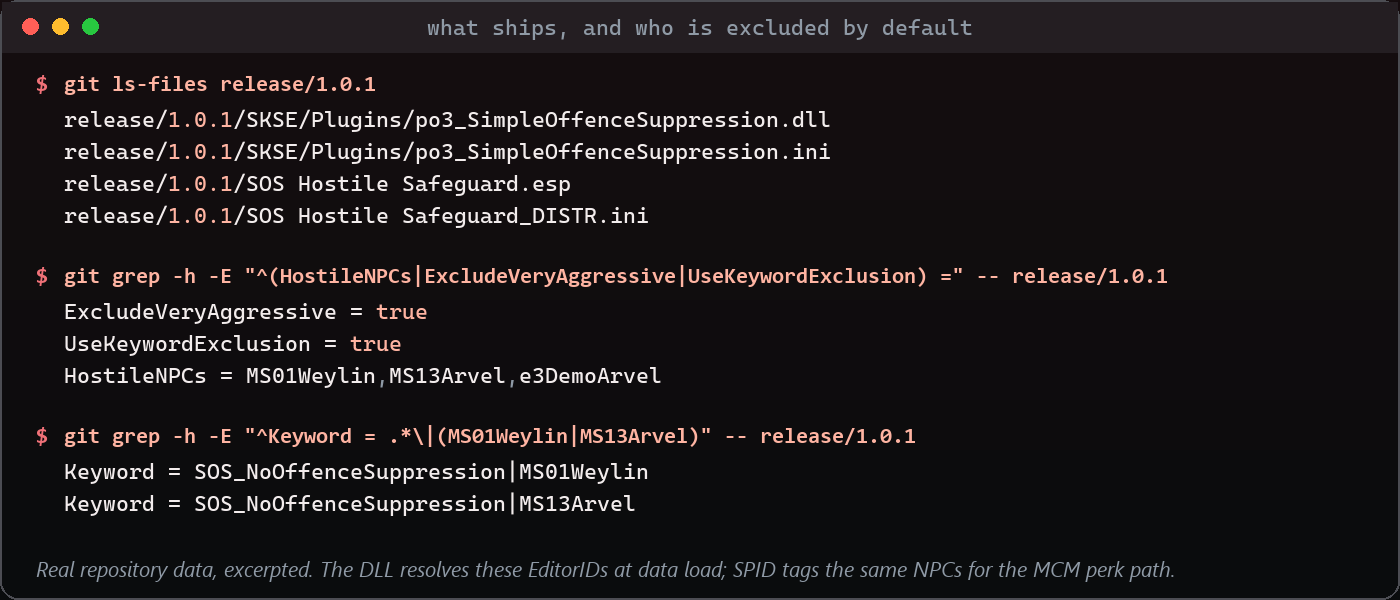 what ships, and who is excluded by default
$ git ls-files release/1.0.1
release/1.0.1/SKSE/Plugins/po3_SimpleOffenceSuppression.dll
release/1.0.1/SKSE/Plugins/po3_SimpleOffenceSuppression.ini
release/1.0.1/SOS Hostile Safeguard.esp
release/1.0.1/SOS Hostile Safeguard_DISTR.ini
$ git grep -h -E "^(HostileNPCs|ExcludeVeryAggressive|UseKeywordExclusion) =" -- release/1.0.1
ExcludeVeryAggressive = true
UseKeywordExclusion = true
HostileNPCs = MS01Weylin,MS13Arvel,e3DemoArvel
$ git grep -h -E "^Keyword = .*\|(MS01Weylin|MS13Arvel)" -- release/1.0.1
Keyword = SOS_NoOffenceSuppression|MS01Weylin
Keyword = SOS_NoOffenceSuppression|MS13Arvel
Real repository data, excerpted. The DLL resolves these EditorIDs at data load; SPID tags the same NPCs for the MCM perk path.